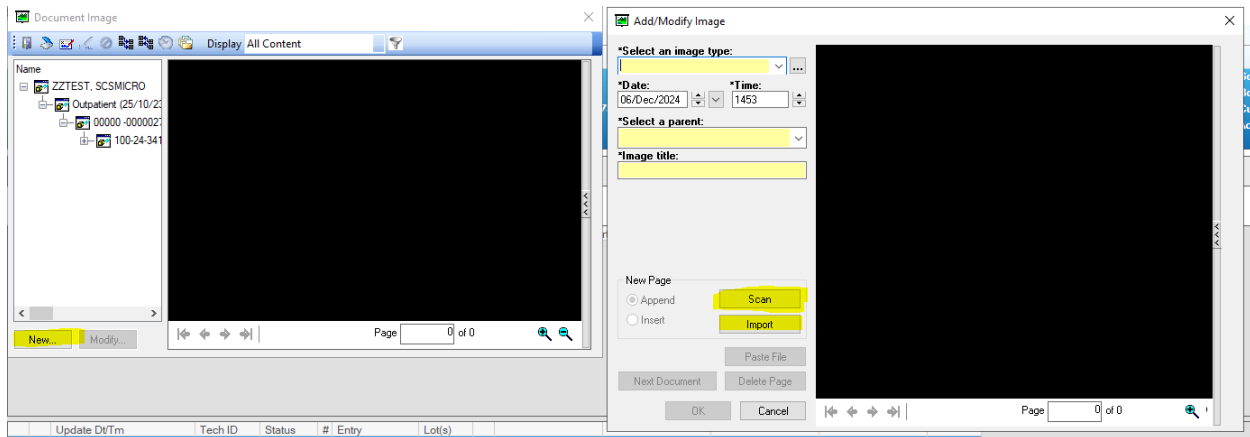 Document Image
Display All Content
Name
ZZTEST, SCSMICRO
Outpatient (25/10/23
00000 -0000027
100-24-341
New...
Modify...
Page 0 of 0
Update Dt/Tm Tech ID Status # Entry Lot(s)
Add/Modify Image
*Select an image type:
...
*Date: *Time:
06/Dec/2024 1453
*Select a parent:
*Image title:
New Page
Append
Scan
Insert
Import
Paste File
Next Document Delete Page
OK Cancel
Page 0 of 0